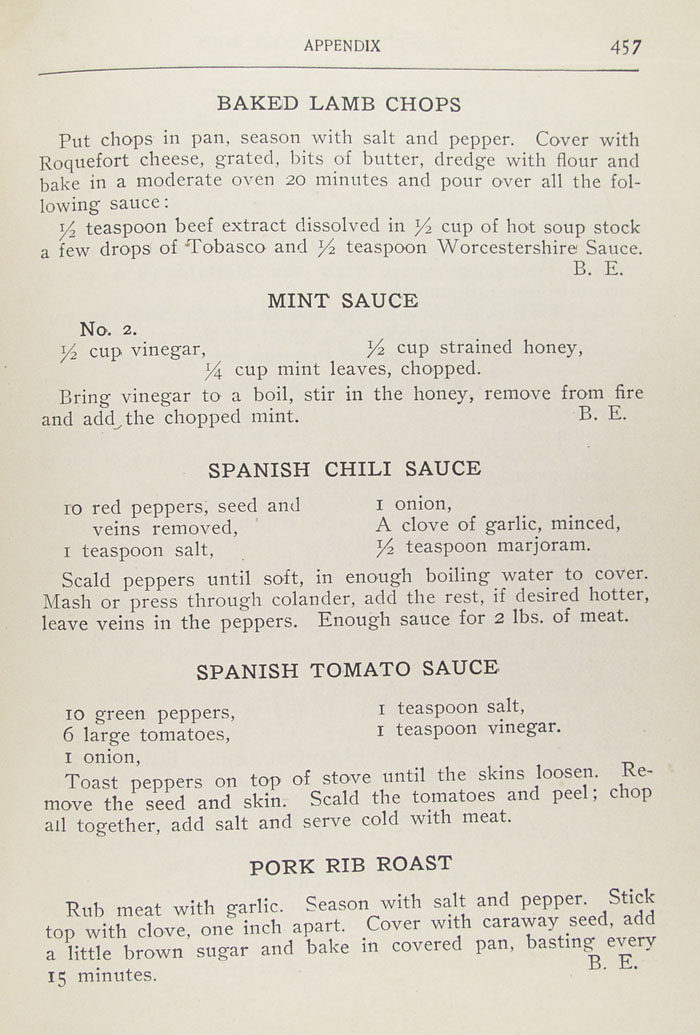 APPENDIX 457
BAKED LAMB CHOPS
Put chops in pan, season with salt and pepper. Cover with
Roquefort cheese, grated, bits of butter, dredge with flour and
bake in a moderate oven 20 minutes and pour over all the fol-
lowing sauce:
½ teaspoon beef extract dissolved in ½ cup of hot soup stock
a few drops of Tobasco and ½ teaspoon Worcestershire Sauce.
B. E.
MINT SAUCE
No. 2.
½ cup vinegar, ½ cup strained honey,
¼ cup mint leaves, chopped.
Bring vinegar to a boil, stir in the honey, remove from fire
and add the chopped mint. B. E.
SPANISH CHILI SAUCE
10 red peppers, seed and 1 onion,
veins removed, A clove of garlic, minced,
1 teaspoon salt, ½ teaspoon marjoram.
Scald peppers until soft, in enough boiling water to cover.
Mash or press through colander, add the rest, if desired hotter,
leave veins in the peppers. Enough sauce for 2 lbs. of meat.
SPANISH TOMATO SAUCE
10 green peppers, 1 teaspoon salt,
6 large tomatoes, 1 teaspoon vinegar.
1 onion,
Toast peppers on top of stove until the skins loosen. Re-
move the seed and skin. Scald the tomatoes and peel; chop
all together, add salt and serve cold with meat.
PORK RIB ROAST
Rub meat with garlic. Season with salt and pepper. Stick
top with clove, one inch apart. Cover with caraway seed, add
a little brown sugar and bake in covered pan, basting every
15 minutes. B. E.